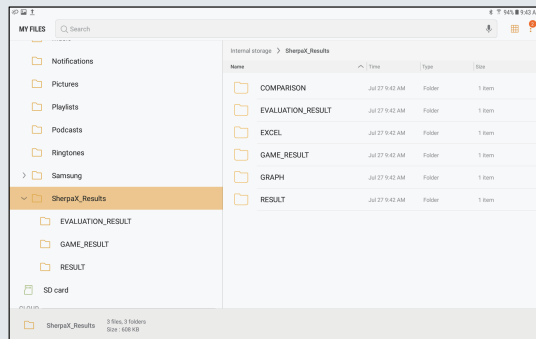 94% 9:43 A
2
MY FILES
Search
Notifications
Pictures
Playlists
Podcasts
Ringtones
Samsung
SherpaX_Results
EVALUATION_RESULT
GAME_RESULT
RESULT
SD card
SherpaX_Results
3 files, 3 folders
Size : 608 KB
Internal storage > SherpaX_Results
Name Time Type Size
COMPARISON Jul 27 9:42 AM Folder 1 item
EVALUATION_RESULT Jul 27 9:42 AM Folder 1 item
EXCEL Jul 27 9:42 AM Folder 1 item
GAME_RESULT Jul 27 9:42 AM Folder 1 item
GRAPH Jul 27 9:42 AM Folder 1 item
RESULT Jul 27 9:42 AM Folder 1 item